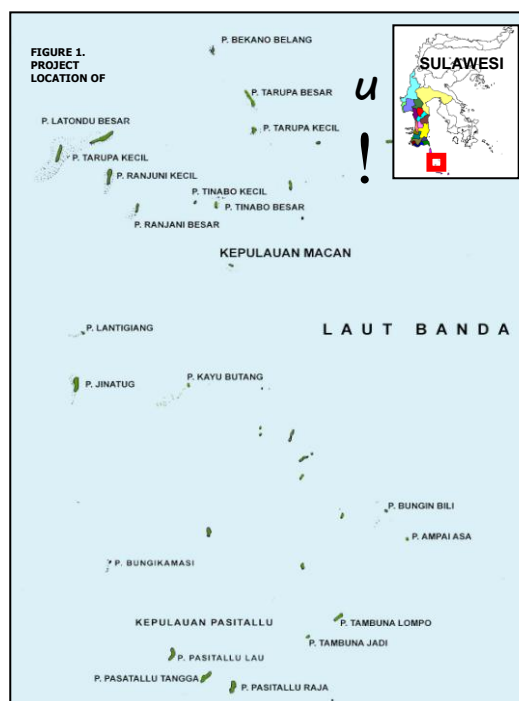 FIGURE 1.
PROJECT
LOCATION OF
P. BEKANO BELANG
SULAWESI
u
!
P. TARUPA BESAR
P. LATONDU BESAR
P. TARUPA KECIL
P. TARUPA KECIL
P. RANJUNI KECIL
P. TINABO KECIL
P. TINABO BESAR
P. RANJANI BESAR
KEPULAUAN MACAN
P. LANTIGIANG
LAUT BANDA
P. KAYU BUTANG
P. JINATUG
P. BUNGIN BILI
P. AMPAI ASA
P. BUNGIKAMASI
KEPULAUAN PASITALLU
P. TAMBUNA LOMPO
P. TAMBUNA JADI
P. PASITALLU LAU
P. PASATALLU TANGGA
P. PASITALLU RAJA